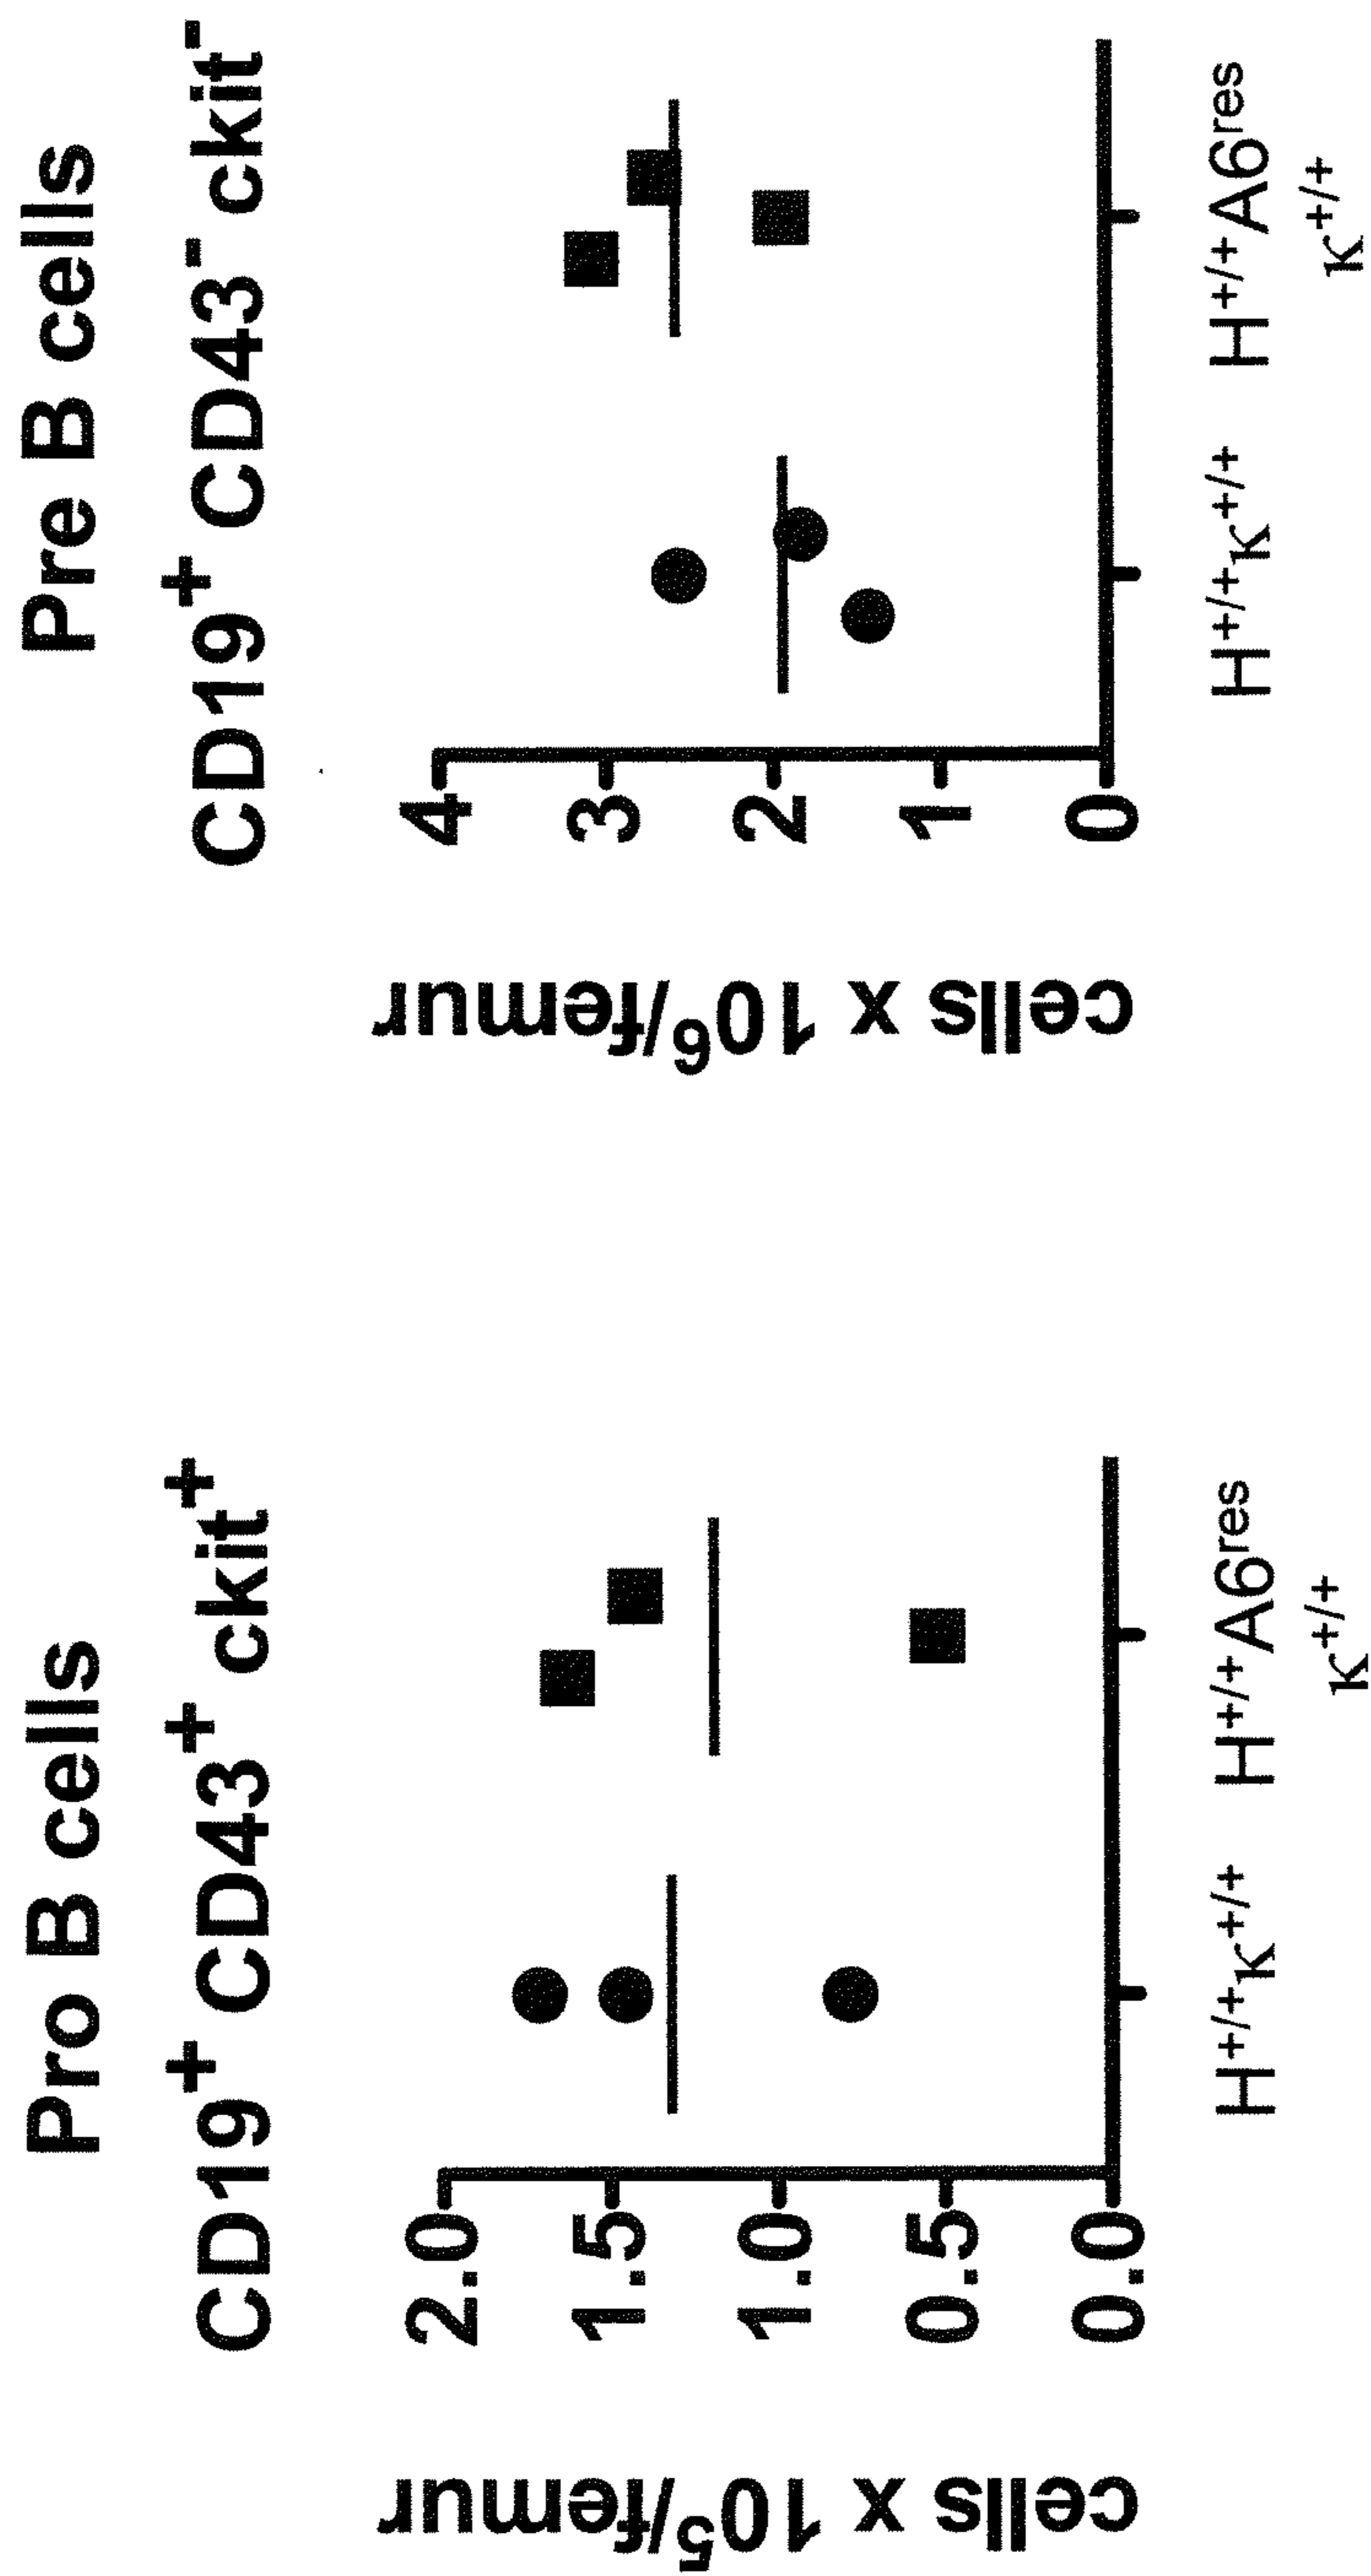 Pro B cells
CD19⁺ CD43⁺ ckit⁺
cells x 10⁵/femur
2.0
1.5
1.0
0.5
0.0
H⁺/⁺κ⁺/⁺
H⁺/⁺A6ʳᵉˢ
κ⁺/⁺
Pre B cells
CD19⁺ CD43⁻ ckit⁻
cells x 10⁶/femur
4
3
2
1
0
H⁺/⁺κ⁺/⁺
H⁺/⁺A6ʳᵉˢ
κ⁺/⁺